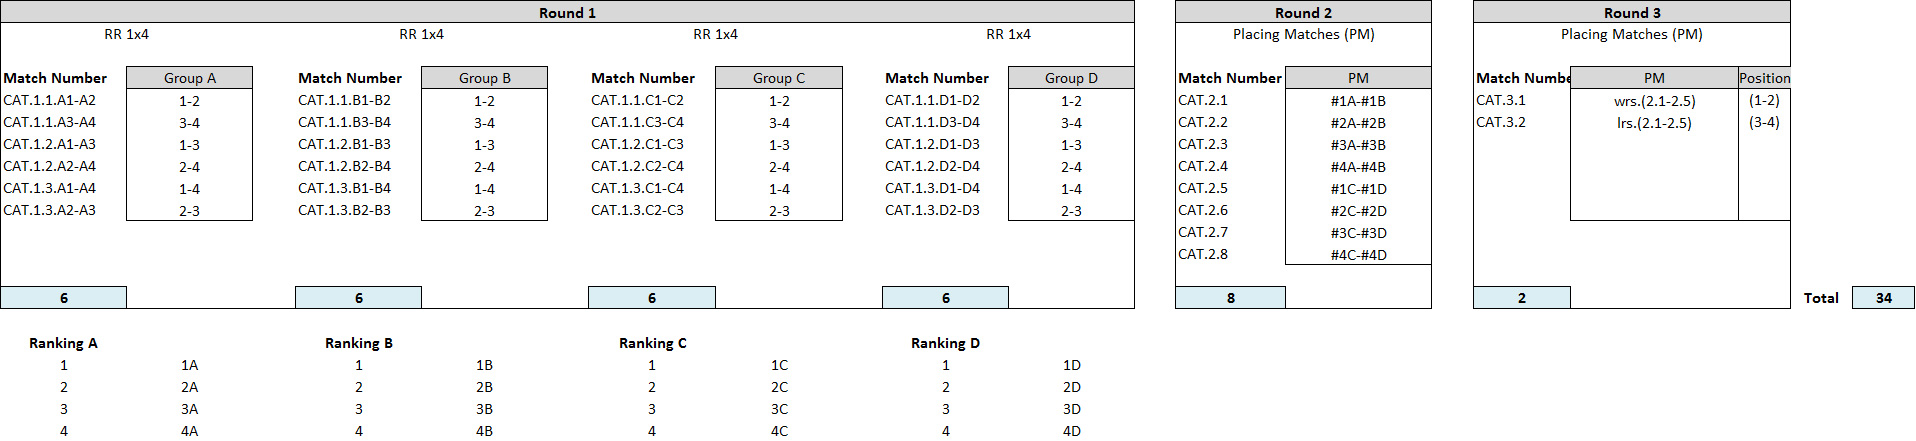 Round 1 Round 2 Round 3
RR 1x4 RR 1x4 RR 1x4 RR 1x4 Placing Matches (PM) Placing Matches (PM)
Match Number Group A Match Number Group B Match Number Group C Match Number Group D Match Number PM Match Numbe PM Position
CAT.1.1.A1-A2 1-2 CAT.1.1.B1-B2 1-2 CAT.1.1.C1-C2 1-2 CAT.1.1.D1-D2 1-2 CAT.2.1 #1A-#1B CAT.3.1 wrs.(2.1-2.5) (1-2)
CAT.1.1.A3-A4 3-4 CAT.1.1.B3-B4 3-4 CAT.1.1.C3-C4 3-4 CAT.1.1.D3-D4 3-4 CAT.2.2 #2A-#2B CAT.3.2 lrs.(2.1-2.5) (3-4)
CAT.1.2.A1-A3 1-3 CAT.1.2.B1-B3 1-3 CAT.1.2.C1-C3 1-3 CAT.1.2.D1-D3 1-3 CAT.2.3 #3A-#3B
CAT.1.2.A2-A4 2-4 CAT.1.2.B2-B4 2-4 CAT.1.2.C2-C4 2-4 CAT.1.2.D2-D4 2-4 CAT.2.4 #4A-#4B
CAT.1.3.A1-A4 1-4 CAT.1.3.B1-B4 1-4 CAT.1.3.C1-C4 1-4 CAT.1.3.D1-D4 1-4 CAT.2.5 #1C-#1D
CAT.1.3.A2-A3 2-3 CAT.1.3.B2-B3 2-3 CAT.1.3.C2-C3 2-3 CAT.1.3.D2-D3 2-3 CAT.2.6 #2C-#2D
CAT.2.7 #3C-#3D
CAT.2.8 #4C-#4D
6 6 6 6 8 2 Total 34
Ranking A Ranking B Ranking C Ranking D
1 1A 1 1B 1 1C 1 1D
2 2A 2 2B 2 2C 2 2D
3 3A 3 3B 3 3C 3 3D
4 4A 4 4B 4 4C 4 4D